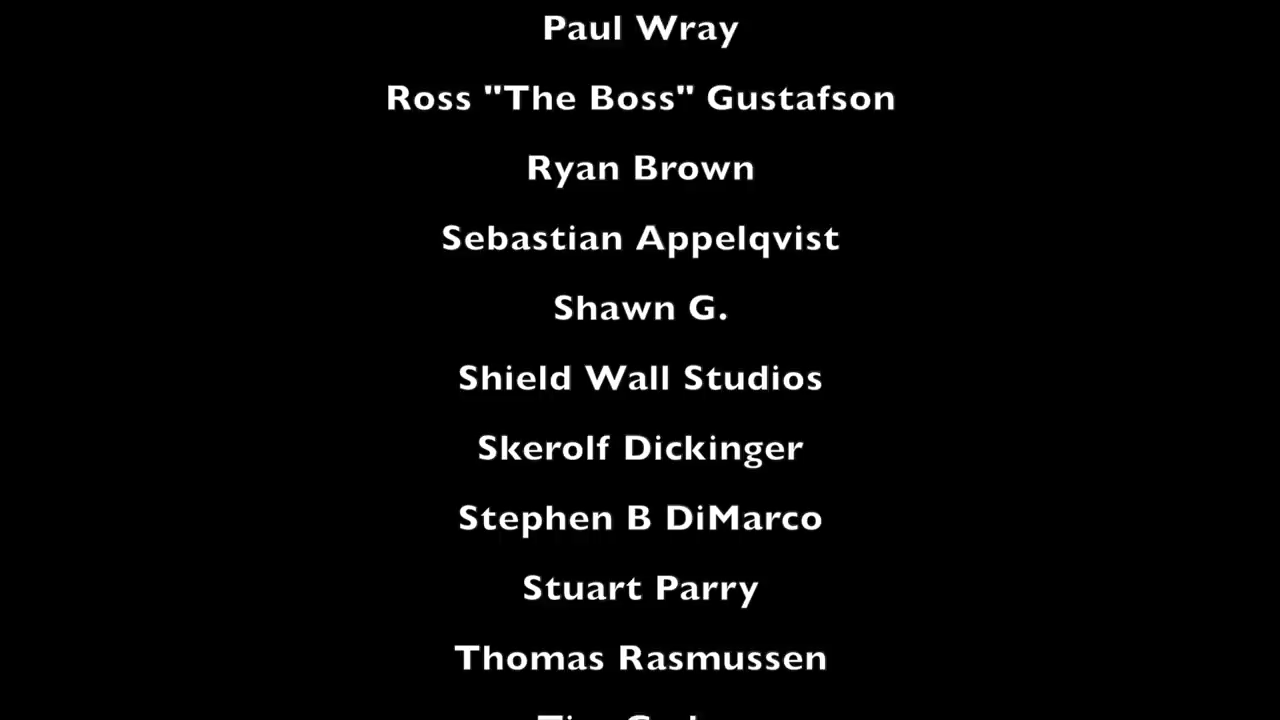 Paul Wray
Ross "The Boss" Gustafson
Ryan Brown
Sebastian Appelqvist
Shawn G.
Shield Wall Studios
Skerolf Dickinger
Stephen B DiMarco
Stuart Parry
Thomas Rasmussen